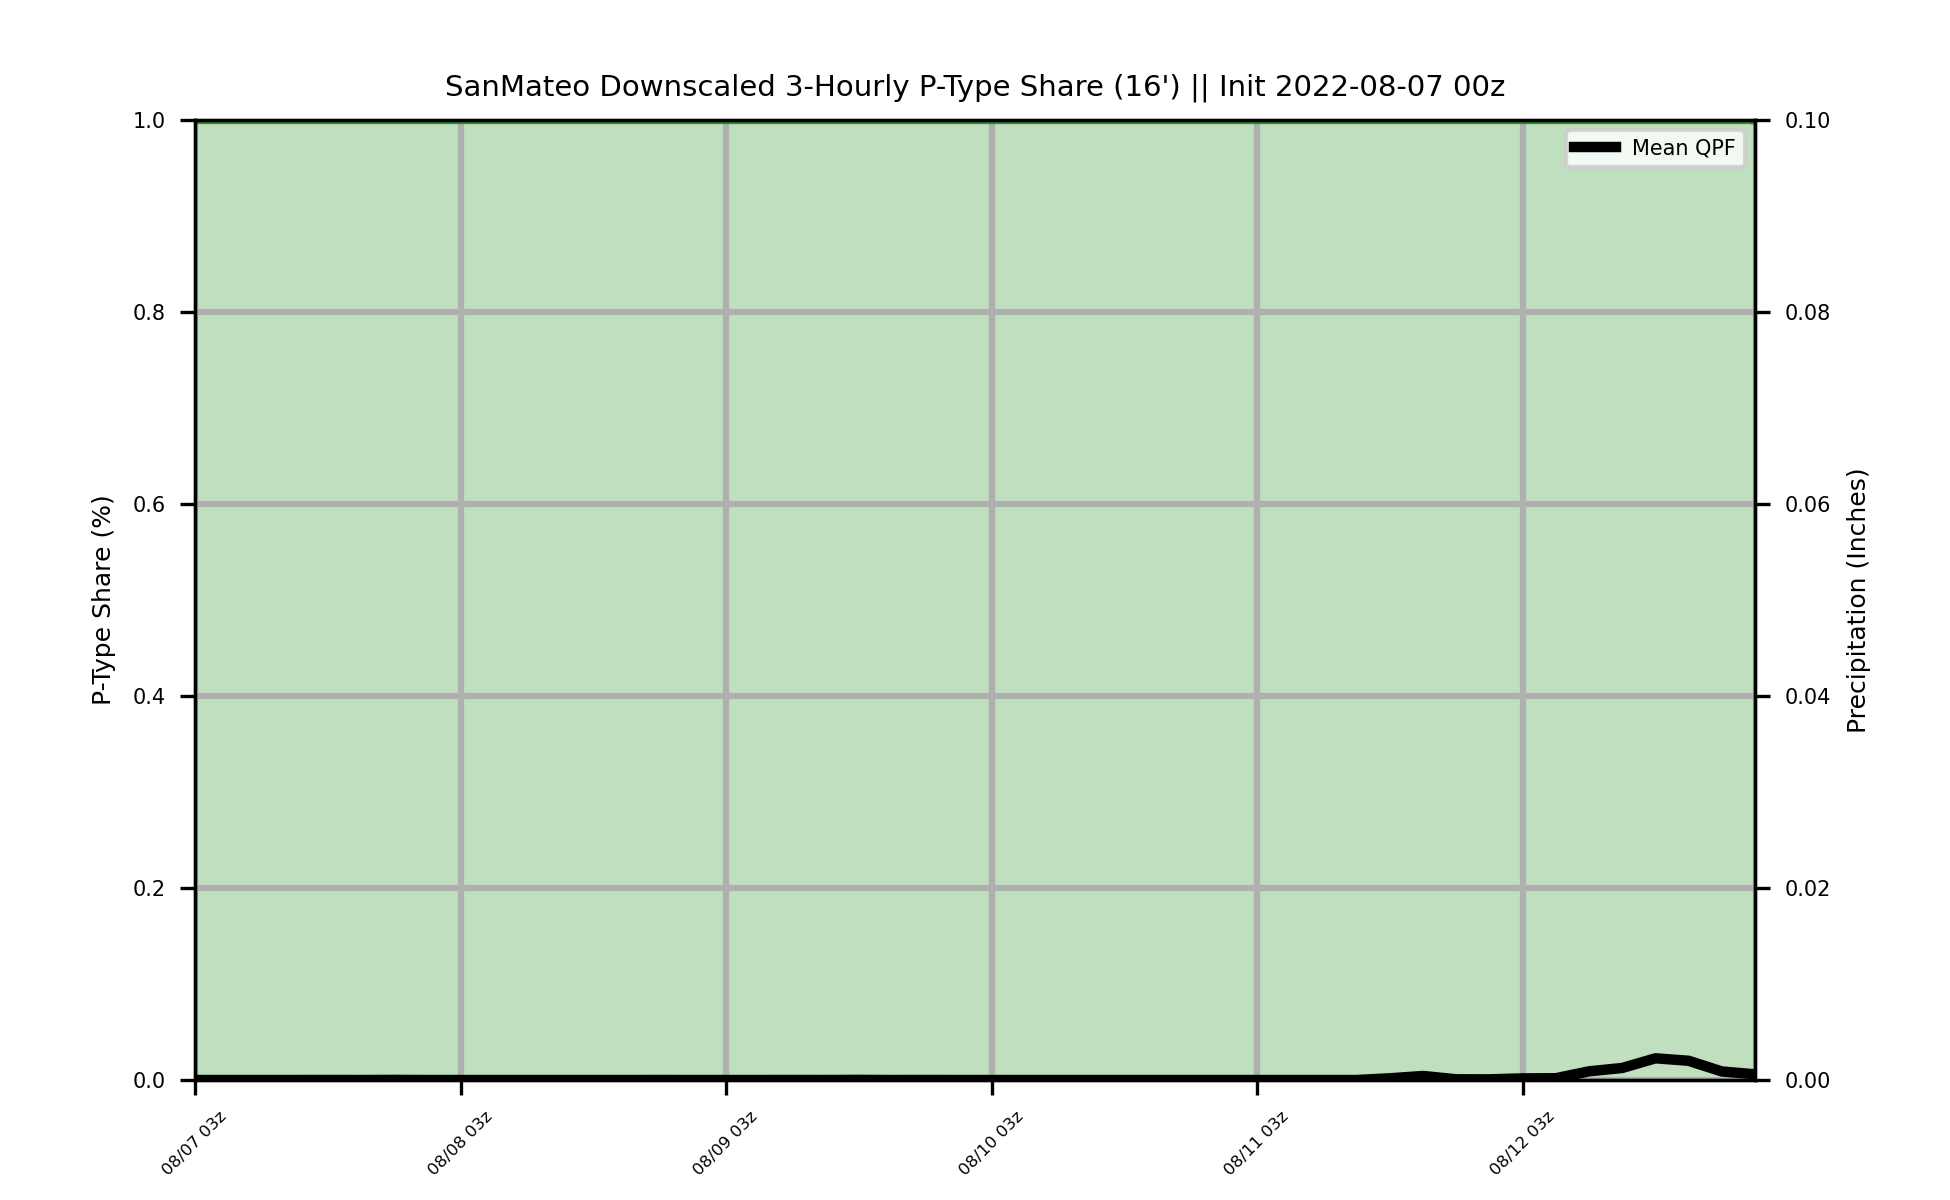 SanMateo Downscaled 3-Hourly P-Type Share (16') || Init 2022-08-07 00z
Mean QPF
P-Type Share (%)
1.0
0.8
0.6
0.4
0.2
0.0
Precipitation (Inches)
0.10
0.08
0.06
0.04
0.02
0.00
08/07 03z
08/08 03z
08/09 03z
08/10 03z
08/11 03z
08/12 03z